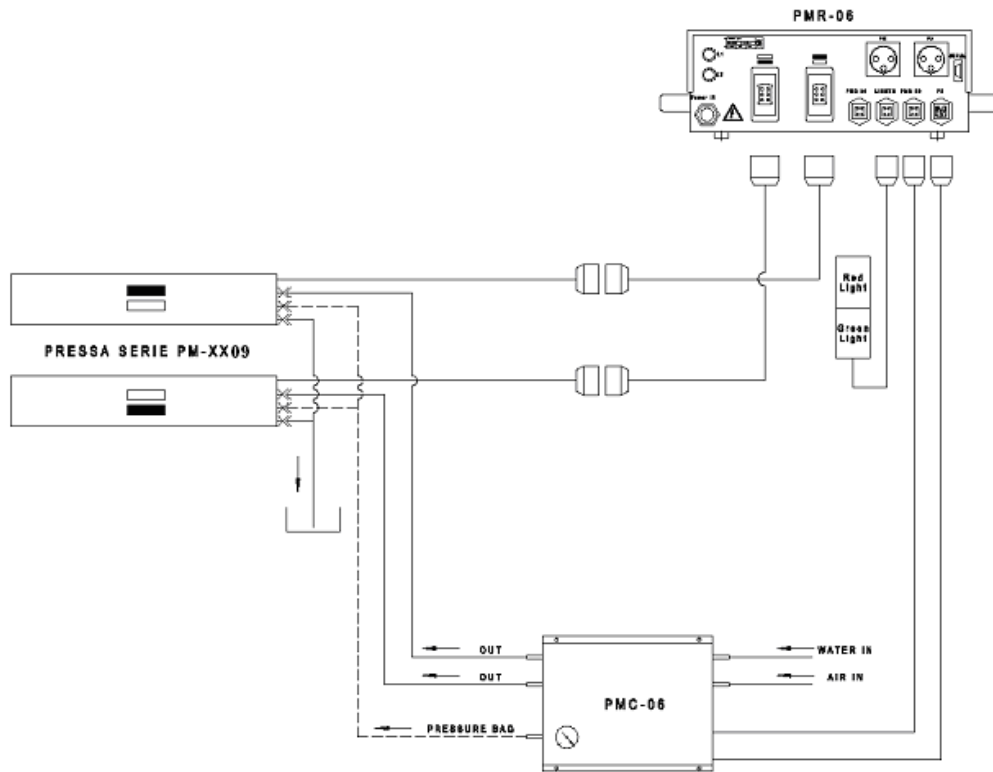 PMR-06
Power IN
LIGHTS
Red
Light
Green
Light
PRESSA SERIE PM-XX09
OUT
WATER IN
OUT
AIR IN
PMC-06
PRESSURE BAG